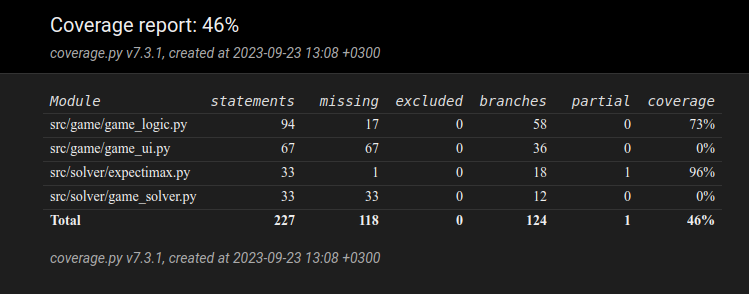 Coverage report: 46%
coverage.py v7.3.1, created at 2023-09-23 13:08 +0300
Module statements missing excluded branches partial coverage
src/game/game_logic.py 94 17 0 58 0 73%
src/game/game_ui.py 67 67 0 36 0 0%
src/solver/expectimax.py 33 1 0 18 1 96%
src/solver/game_solver.py 33 33 0 12 0 0%
Total 227 118 0 124 1 46%
coverage.py v7.3.1, created at 2023-09-23 13:08 +0300